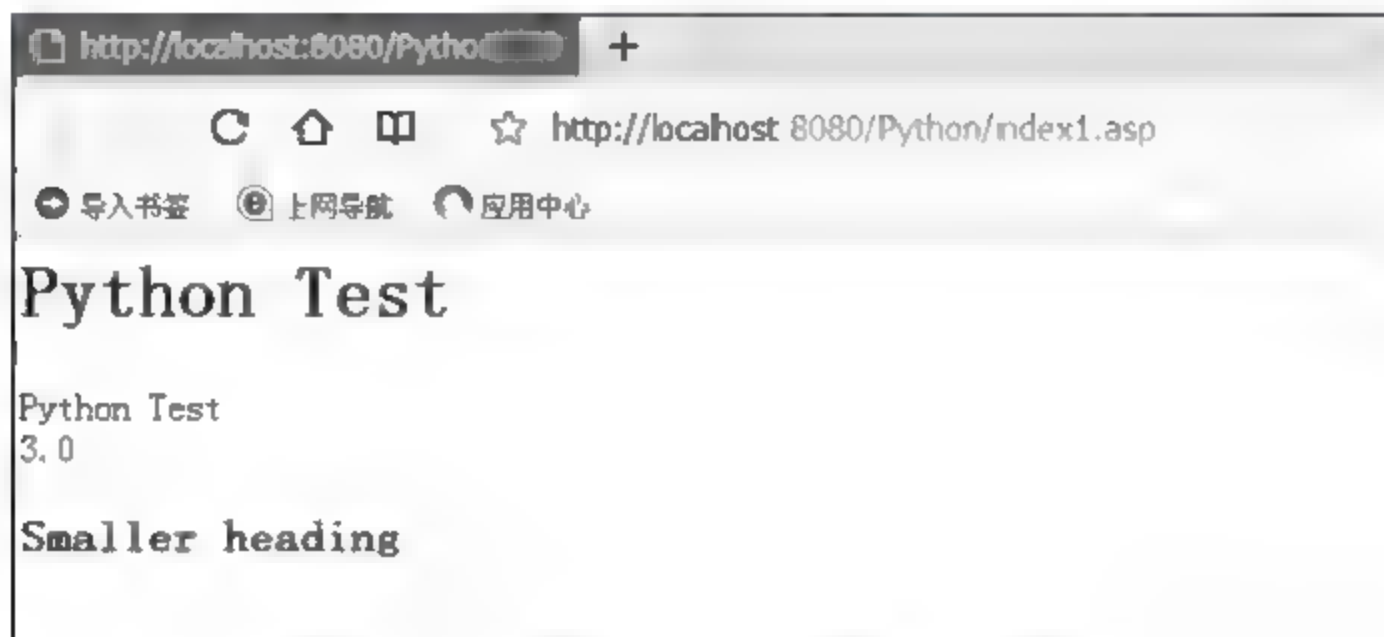 http://localhost:8080/Pytho
http://localhost 8080/Python/index1.asp
导入书签 上网导航 应用中心
Python Test
Python Test
3.0
Smaller heading